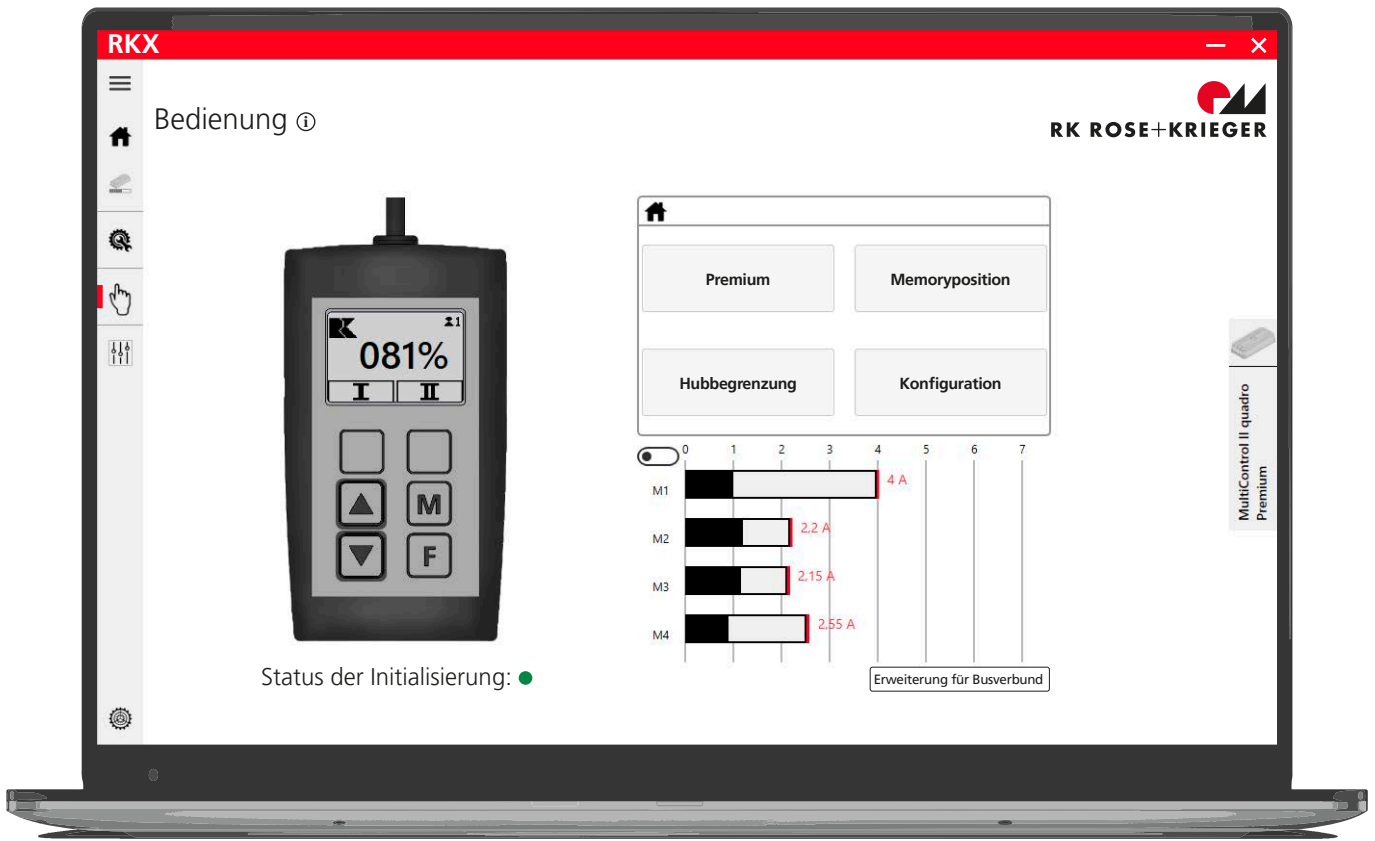 RKX
Bedienung
RK ROSE+KRIEGER
RK
1
081%
I II
M
F
Status der Initialisierung:
Premium Memoryposition
Hubbegrenzung Konfiguration
0 1 2 3 4 5 6 7
M1 4 A
M2 2,2 A
M3 2,15 A
M4 2,55 A
Erweiterung für Busverbund
MultiControl II quadro
Premium